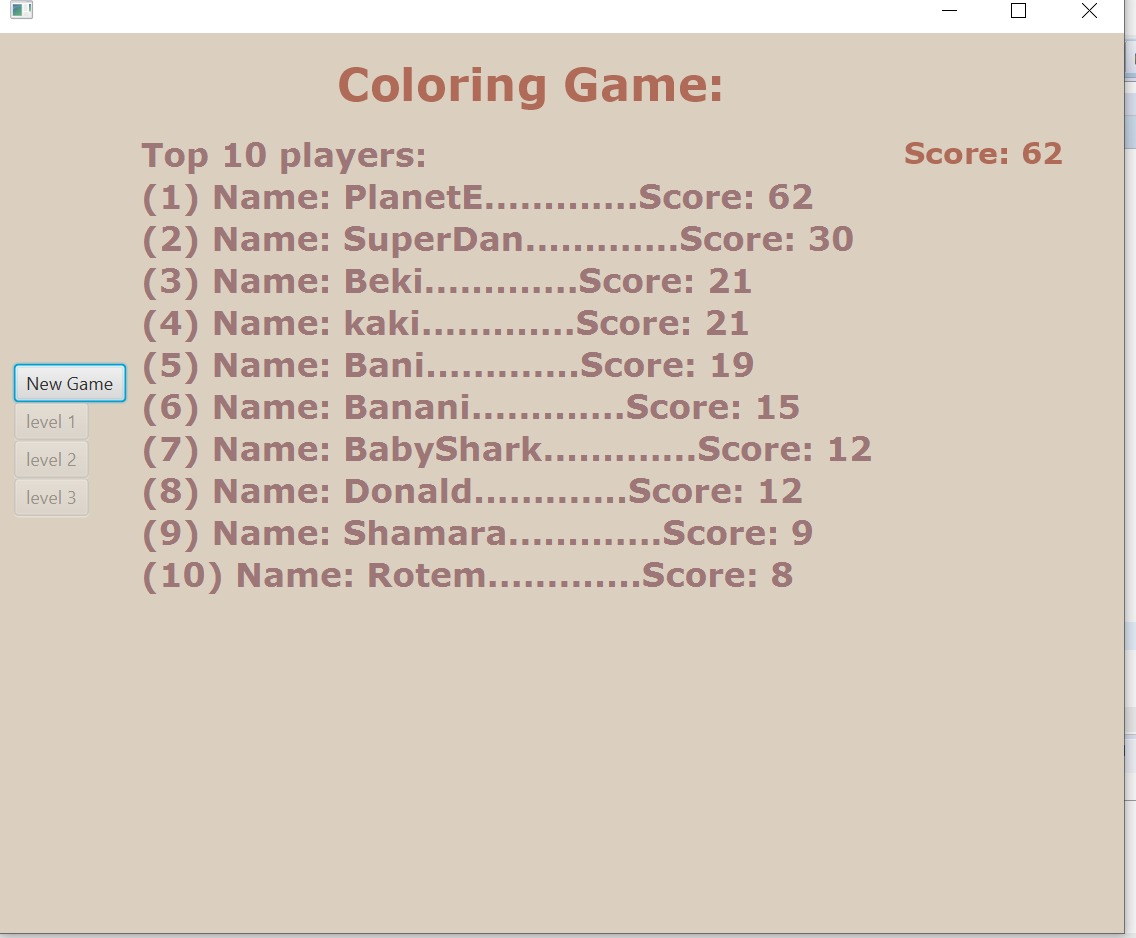 Coloring Game:
Top 10 players:
Score: 62
(1) Name: PlanetE.............Score: 62
(2) Name: SuperDan.............Score: 30
(3) Name: Beki.............Score: 21
(4) Name: kaki.............Score: 21
(5) Name: Bani.............Score: 19
(6) Name: Banani.............Score: 15
(7) Name: BabyShark.............Score: 12
(8) Name: Donald.............Score: 12
(9) Name: Shamara.............Score: 9
(10) Name: Rotem.............Score: 8
New Game
level 1
level 2
level 3